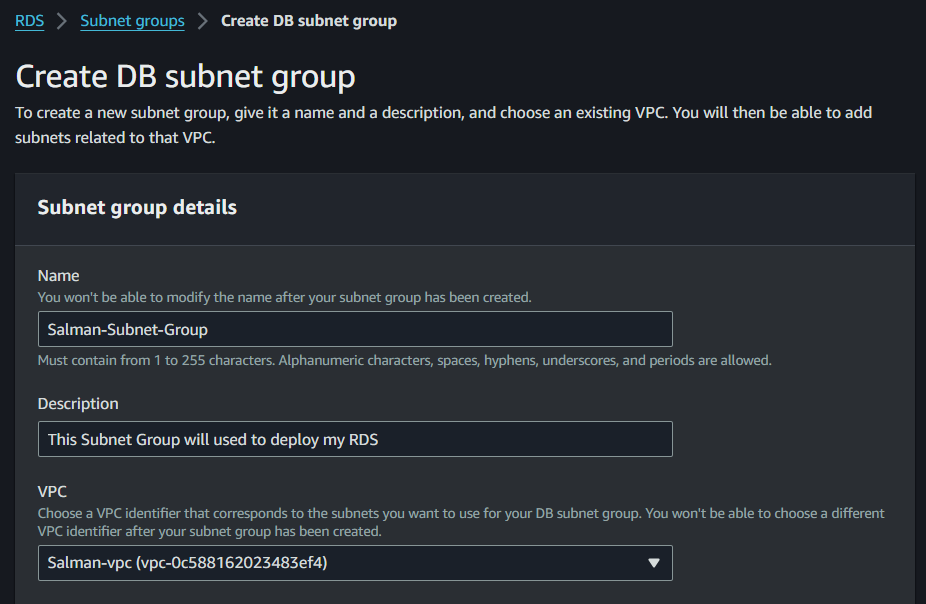 RDS > Subnet groups > Create DB subnet group
Create DB subnet group
To create a new subnet group, give it a name and a description, and choose an existing VPC. You will then be able to add
subnets related to that VPC.
Subnet group details
Name
You won't be able to modify the name after your subnet group has been created.
Salman-Subnet-Group
Must contain from 1 to 255 characters. Alphanumeric characters, spaces, hyphens, underscores, and periods are allowed.
Description
This Subnet Group will used to deploy my RDS
VPC
Choose a VPC identifier that corresponds to the subnets you want to use for your DB subnet group. You won't be able to choose a different
VPC identifier after your subnet group has been created.
Salman-vpc (vpc-0c588162023483ef4)